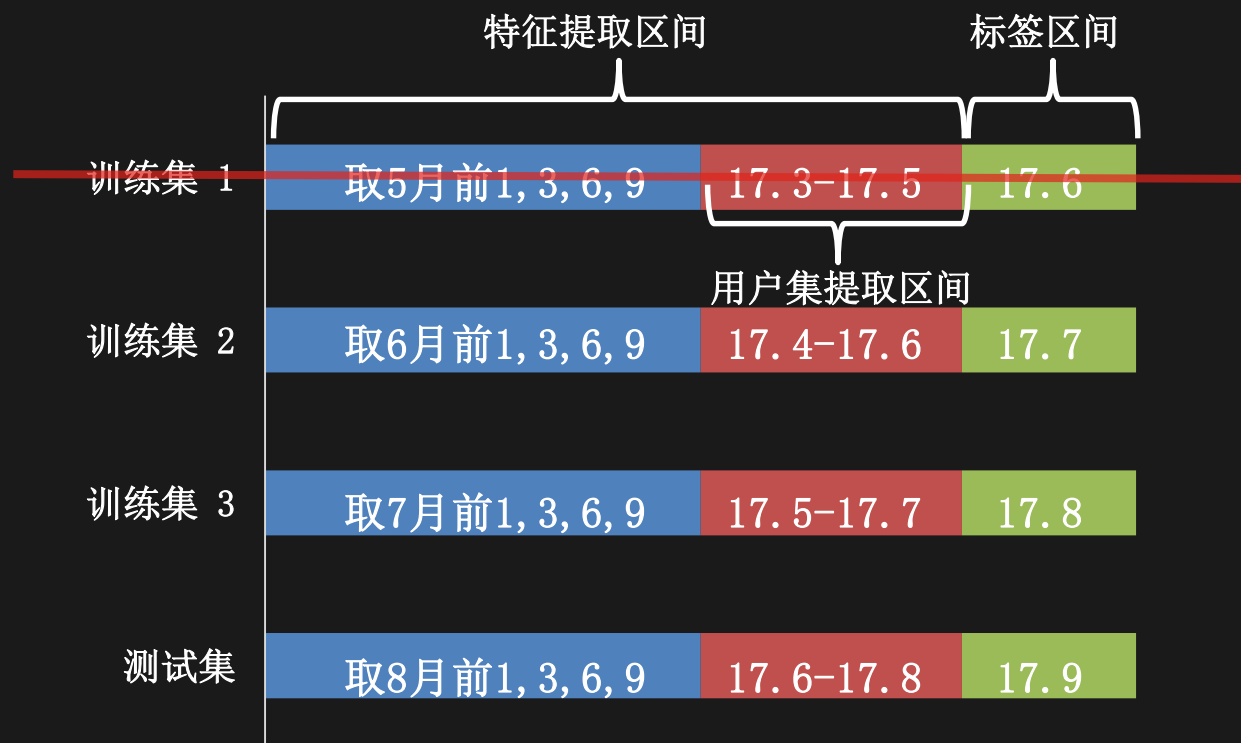 特征提取区间 标签区间
训练集 1 取5月前1,3,6,9 17.3-17.5 17.6
用户集提取区间
训练集 2 取6月前1,3,6,9 17.4-17.6 17.7
训练集 3 取7月前1,3,6,9 17.5-17.7 17.8
测试集 取8月前1,3,6,9 17.6-17.8 17.9